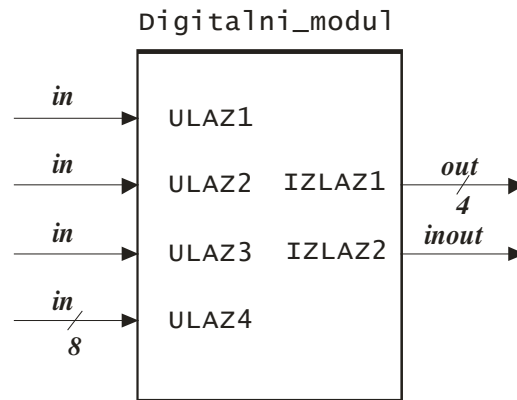 Digitalni_modul
in
ULAZ1
in
ULAZ2
IZLAZ1
out
4
in
ULAZ3
IZLAZ2
inout
in
8
ULAZ4